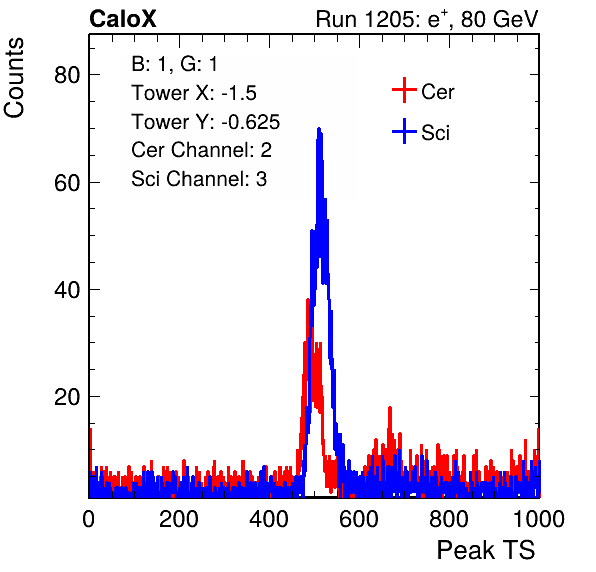 CaloX Run 1205: e+, 80 GeV
Counts
B: 1, G: 1
Tower X: -1.5
Tower Y: -0.625
Cer Channel: 2
Sci Channel: 3
Cer
Sci
80
60
40
20
0 200 400 600 800 1000
Peak TS